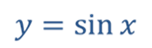 y = sin x